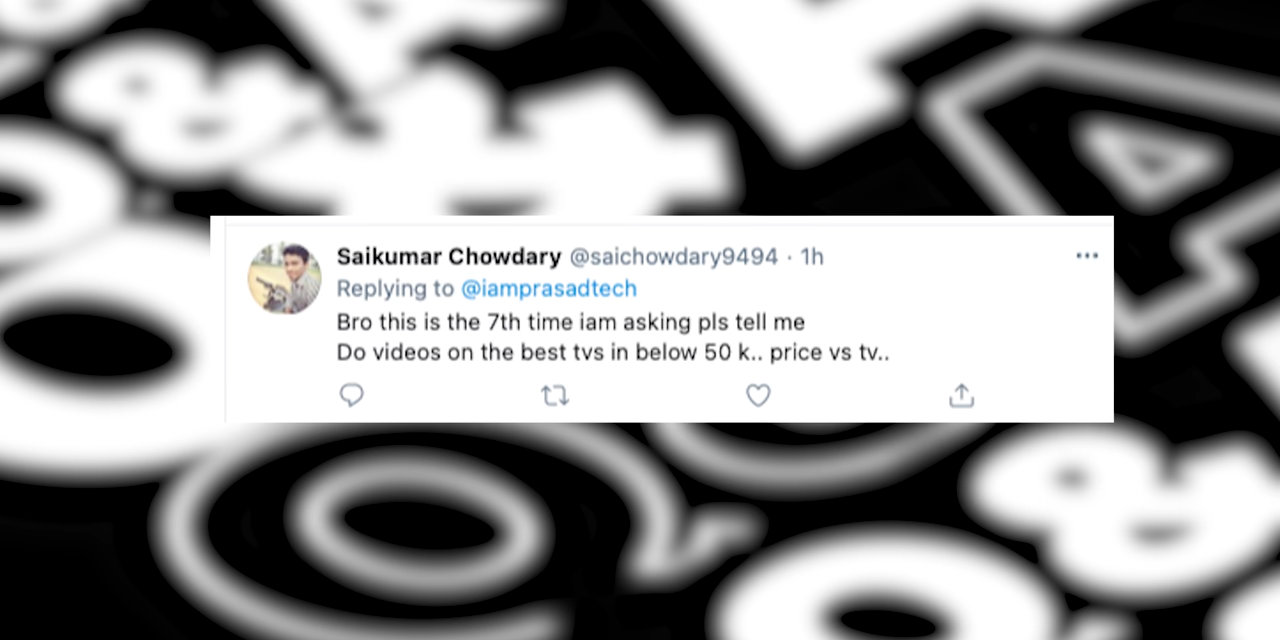 Saikumar Chowdary @saichowdary9494 · 1h
Replying to @iamprasadtech
Bro this is the 7th time iam asking pls tell me
Do videos on the best tvs in below 50 k.. price vs tv..